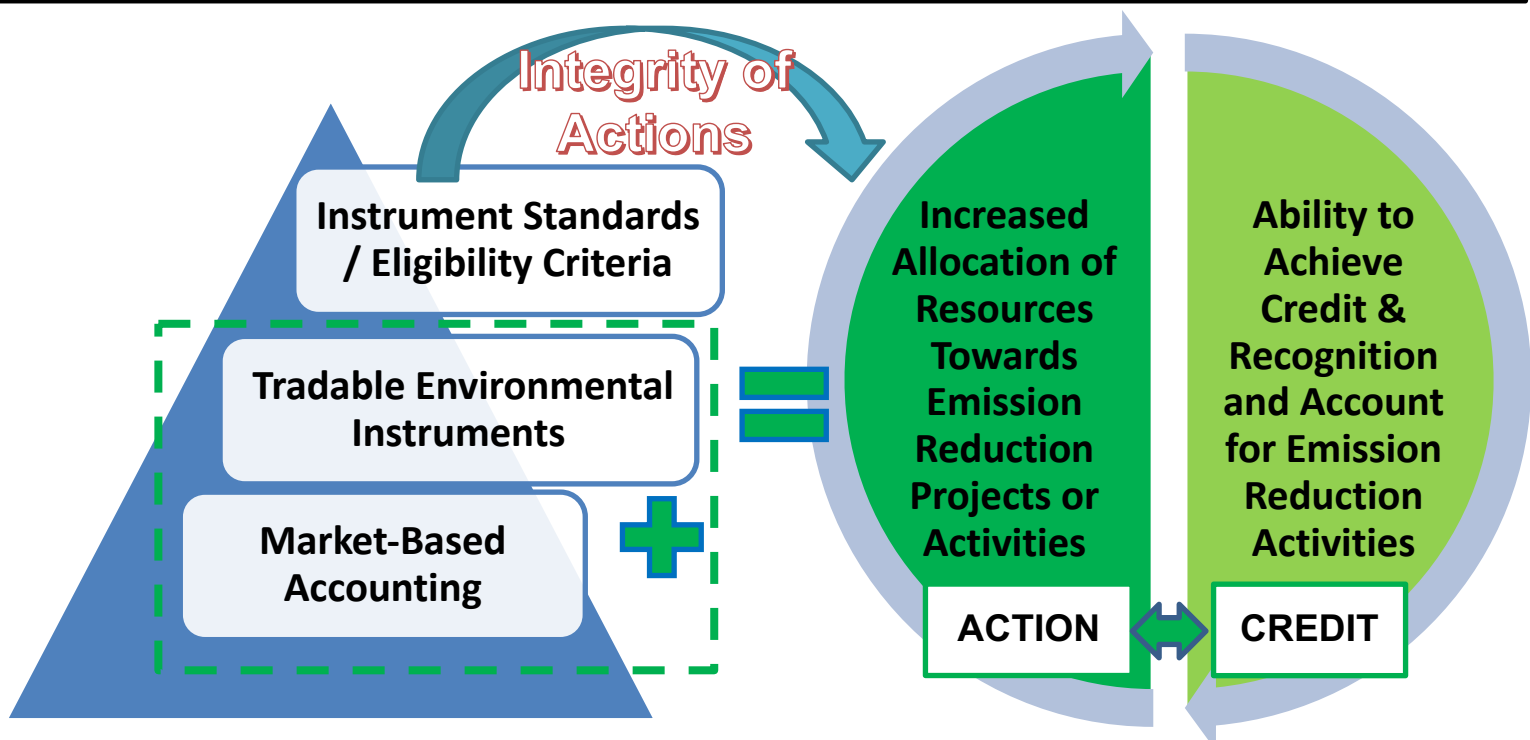 Integrity of
Actions
Instrument Standards
/ Eligibility Criteria
Tradable Environmental
Instruments
Market-Based
Accounting
Increased
Allocation of
Resources
Towards
Emission
Reduction
Projects or
Activities
ACTION
Ability to
Achieve
Credit &
Recognition
and Account
for Emission
Reduction
Activities
CREDIT